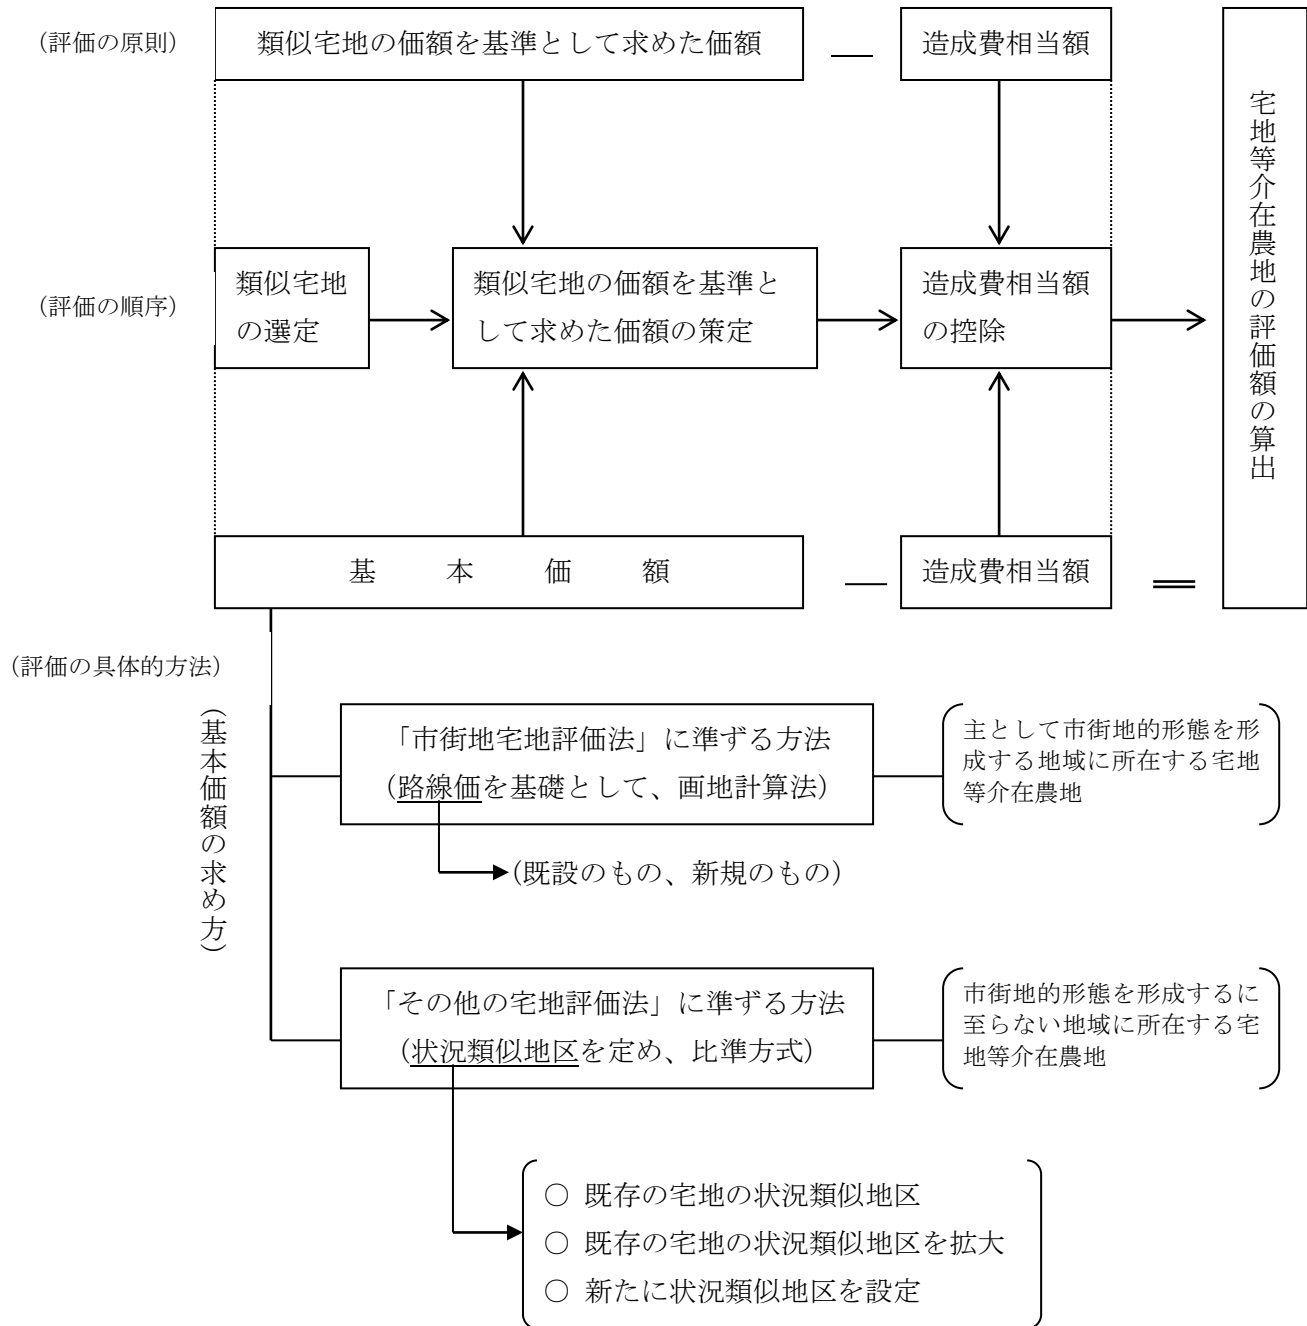 (評価の原則)
類似宅地の価額を基準として求めた価額
―
造成費相当額
宅地等介在農地の評価額の算出
(評価の順序)
類似宅地
の選定
類似宅地の価額を基準と
して求めた価額の策定
造成費相当額
の控除
基本価額
―
造成費相当額
＝
(評価の具体的方法)
(基本価額の求め方)
「市街地宅地評価法」に準ずる方法
(路線価を基礎として、画地計算法)
主として市街地的形態を形
成する地域に所在する宅地
等介在農地
(既設のもの、新規のもの)
「その他の宅地評価法」に準ずる方法
(状況類似地区を定め、比準方式)
市街地的形態を形成するに
至らない地域に所在する宅
地等介在農地
○ 既存の宅地の状況類似地区
○ 既存の宅地の状況類似地区を拡大
○ 新たに状況類似地区を設定